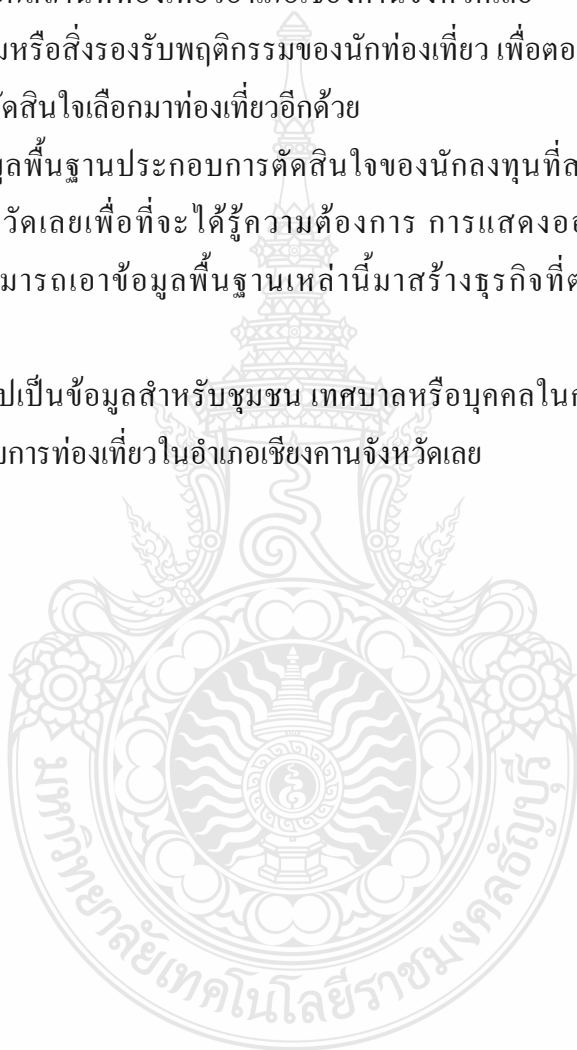 มหรือสิ่งรองรับพฤติกรรมของนักท่องเที่ยว เพื่อตอ
ัดสินใจเลือกมาท่องเที่ยวอีกด้วย
มูลพื้นฐานประกอบการตัดสินใจของนักลงทุนที่ส
วัดเลยเพื่อที่จะได้รู้ความต้องการ การแสดงออ
มารถเอาข้อมูลพื้นฐานเหล่านี้มาสร้างธุรกิจที่ต
ปเป็นข้อมูลสำหรับชุมชน เทศบาลหรือบุคคลใน
บการท่องเที่ยวในอำเภอเชียงคานจังหวัดเลย
มหาวิทยาลัยเทคโนโลยีราชมงคลธัญบุรี